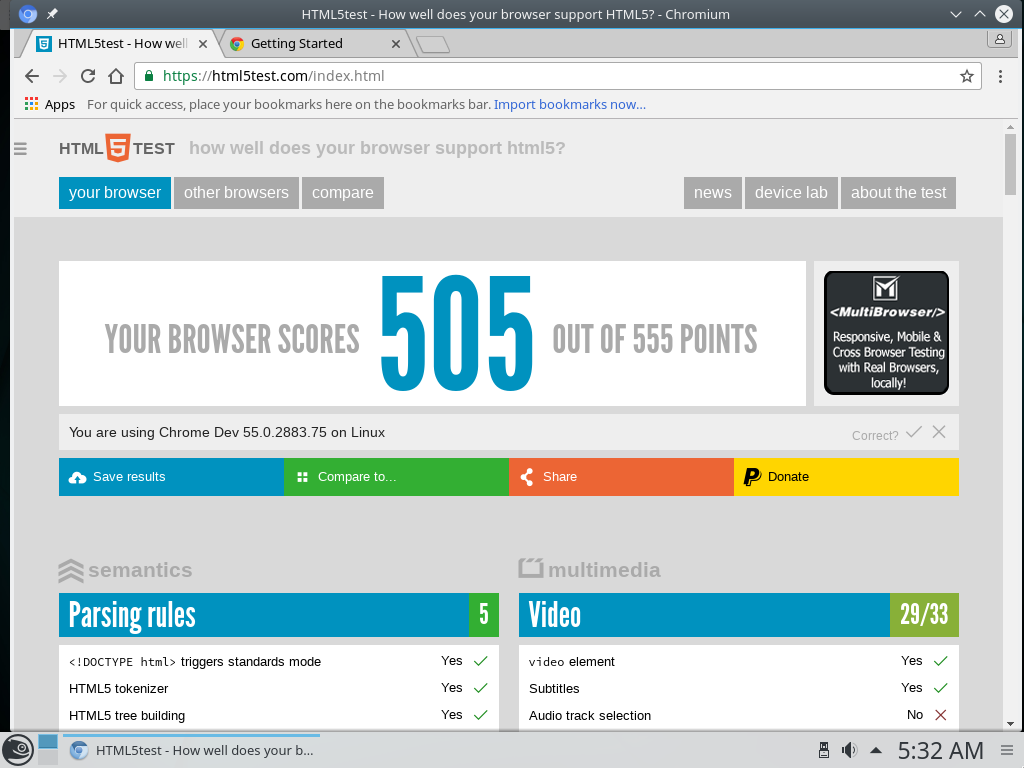 HTML5test - How well does your browser support HTML5? - Chromium
HTML5test - How well
Getting Started
https://html5test.com/index.html
Apps
For quick access, place your bookmarks here on the bookmarks bar. Import bookmarks now...
HTML 5 TEST how well does your browser support html5?
your browser
other browsers
compare
news
device lab
about the test
YOUR BROWSER SCORES 505 OUT OF 555 POINTS
<MultiBrowser/>
Responsive, Mobile &
Cross Browser Testing
with Real Browsers,
locally!
You are using Chrome Dev 55.0.2883.75 on Linux
Correct?
Save results
Compare to...
Share
Donate
semantics
Parsing rules 5
<!DOCTYPE html> triggers standards mode Yes
HTML5 tokenizer Yes
HTML5 tree building Yes
multimedia
Video 29/33
video element Yes
Subtitles Yes
Audio track selection No
HTML5test - How well does your b...
5:32 AM